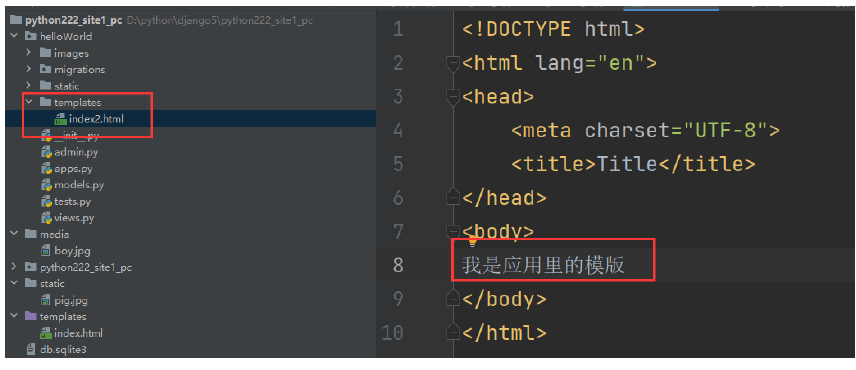 python222_site1_pc D:\python\django5\python222_site1_pc
helloWorld
images
migrations
static
templates
index2.html
__init__.py
admin.py
apps.py
models.py
tests.py
views.py
media
boy.jpg
python222_site1_pc
static
pig.jpg
templates
index.html
db.sqlite3
1 <!DOCTYPE html>
2 <html lang="en">
3 <head>
4 <meta charset="UTF-8">
5 <title>Title</title>
6 </head>
7 <body>
8 我是应用里的模版
9 </body>
10 </html>